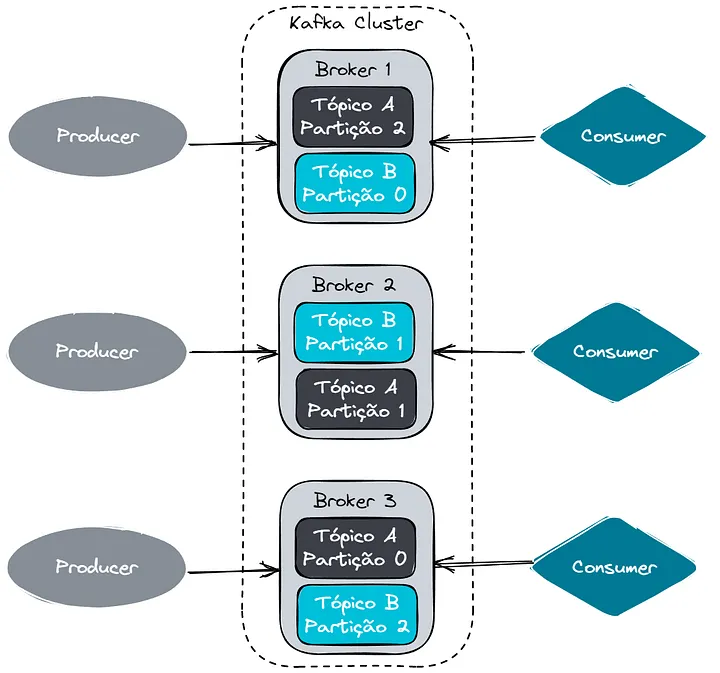 Kafka Cluster
Broker 1
Tópico A
Partição 2
Producer
Consumer
Tópico B
Partição 0
Broker 2
Tópico B
Partição 1
Producer
Consumer
Tópico A
Partição 1
Broker 3
Tópico A
Partição 0
Producer
Consumer
Tópico B
Partição 2